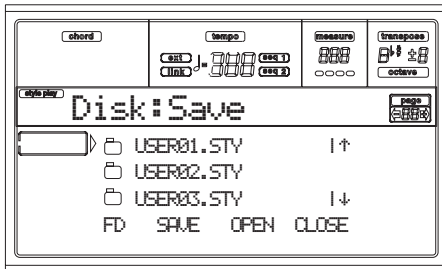 chord tempo measure transpose
ext seq 1
link seq 2
octave
style play Disk:Save page
USER01.STY
USER02.STY
USER03.STY
FD SAVE OPEN CLOSE